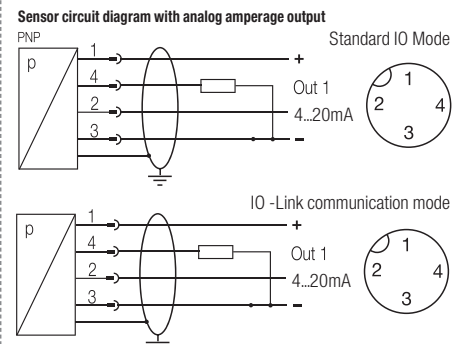 Sensor circuit diagram with analog amperage output
PNP
Standard IO Mode
p
1
+
4
Out 1
2
4...20mA
3
–
1
2
4
3
IO -Link communication mode
p
1
+
4
Out 1
2
4...20mA
3
–
1
2
4
3